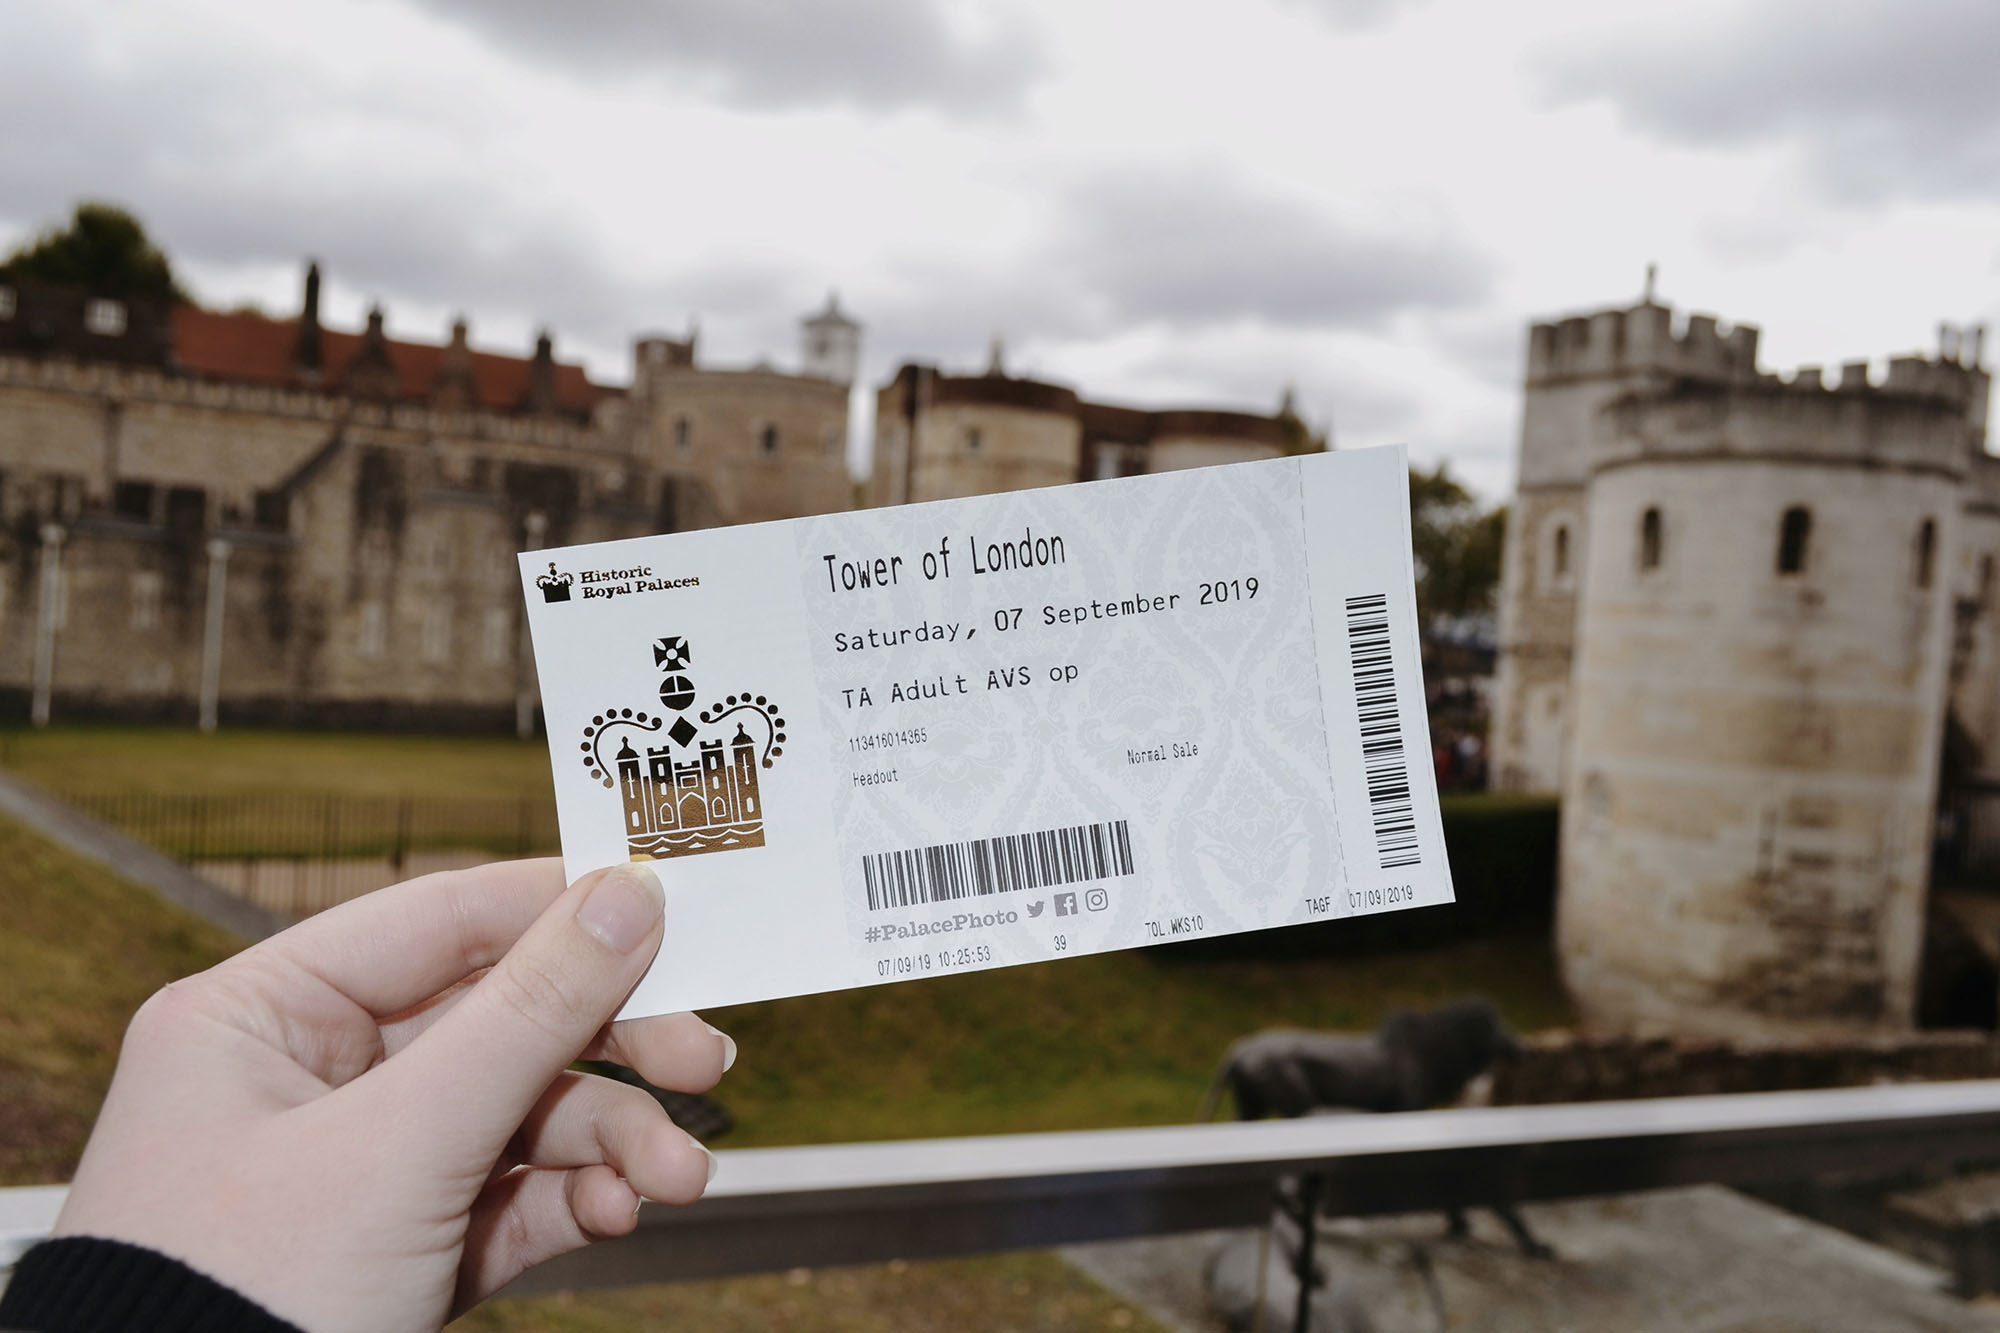 Historic
Royal Palaces
Tower of London
Saturday, 07 September 2019
TA Adult AVS op
113416014365
Headout
Normal Sale
#PalacePhoto
07/09/19 10:25:53
39
TOL.WKS10
TAGF
07/09/2019